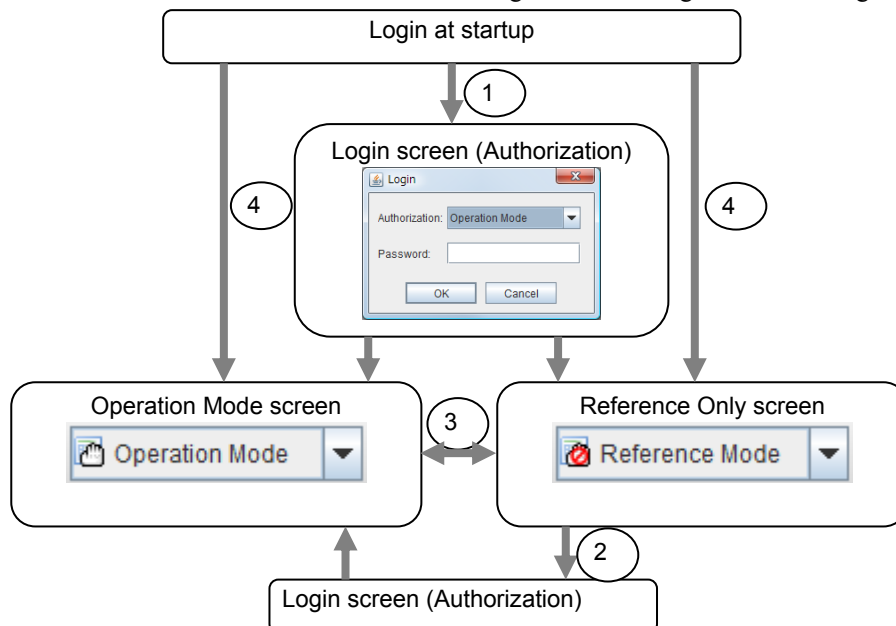 Login at startup
1
Login screen (Authorization)
Login
Authorization: Operation Mode
Password:
OK Cancel
4
4
Operation Mode screen
Operation Mode
3
Reference Only screen
Reference Mode
2
Login screen (Authorization)